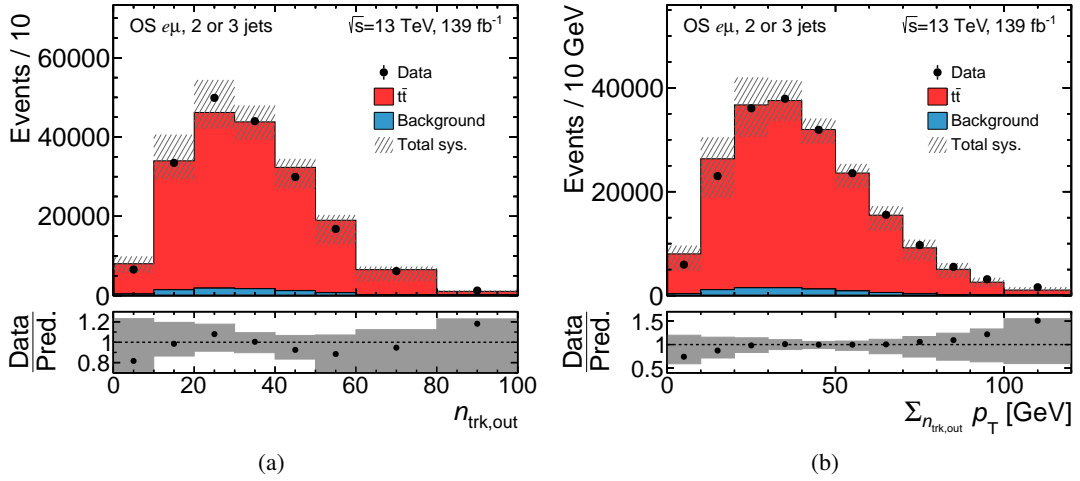 OS eμ, 2 or 3 jets √s=13 TeV, 139 fb⁻¹
Events / 10
60000
40000
20000
0
Data
tt̄
Background
Total sys.
Data
Pred.
1.2
1
0.8
0 20 40 60 80 100
n_trk,out
(a)
OS eμ, 2 or 3 jets √s=13 TeV, 139 fb⁻¹
Events / 10 GeV
40000
20000
0
Data
tt̄
Background
Total sys.
Data
Pred.
1.5
1
0.5
0 50 100
Σ_n_trk,out p_T [GeV]
(b)